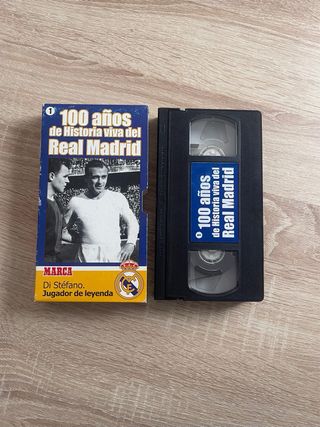 1
100 años
de Historia viva del
Real Madrid
MARCA
Di Stéfano.
Jugador de leyenda
1
100 años
de Historia viva del
Real Madrid